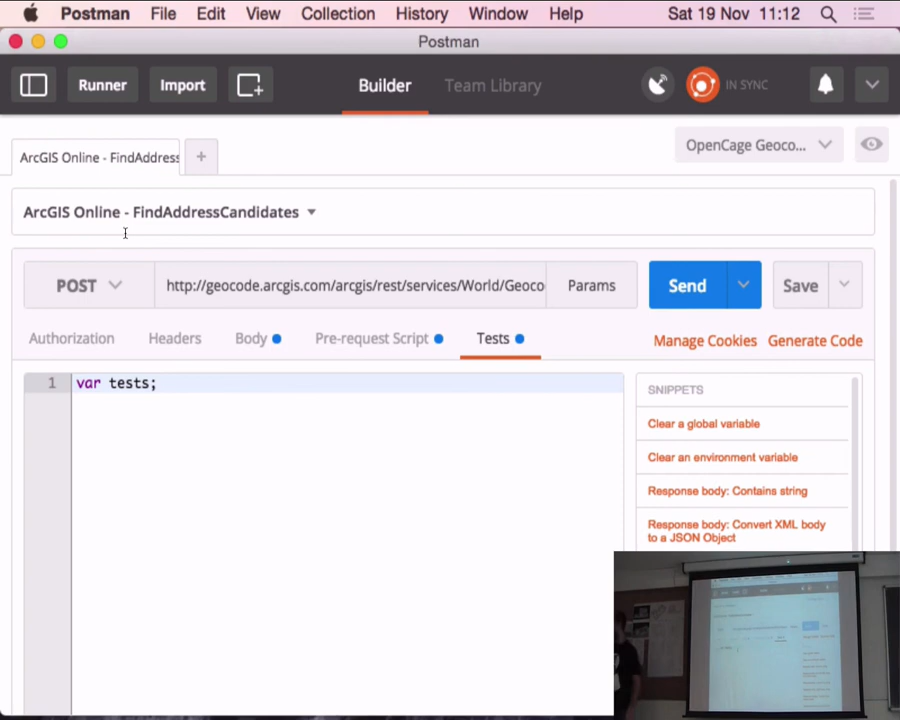 Postman File Edit View Collection History Window Help Sat 19 Nov 11:12
Postman
Runner Import Builder Team Library IN SYNC
ArcGIS Online - FindAddress + OpenCage Geoco...
ArcGIS Online - FindAddressCandidates
POST http://geocode.arcgis.com/arcgis/rest/services/World/Geoco Params Send Save
Authorization Headers Body Pre-request Script Tests Manage Cookies Generate Code
1 var tests;
SNIPPETS
Clear a global variable
Clear an environment variable
Response body: Contains string
Response body: Convert XML body
to a JSON Object